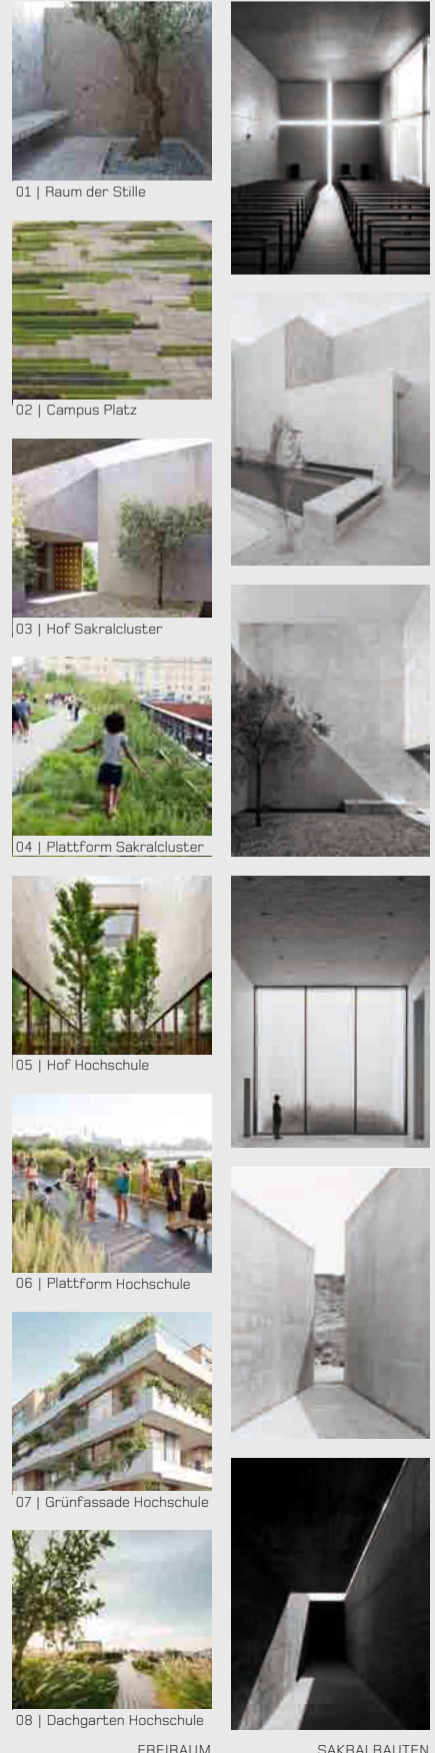 01 | Raum der Stille
02 | Campus Platz
03 | Hof Sakralcluster
04 | Plattform Sakralcluster
05 | Hof Hochschule
06 | Plattform Hochschule
07 | Grünfassade Hochschule
08 | Dachgarten Hochschule
FREIRAUM
SAKRALBAUTEN